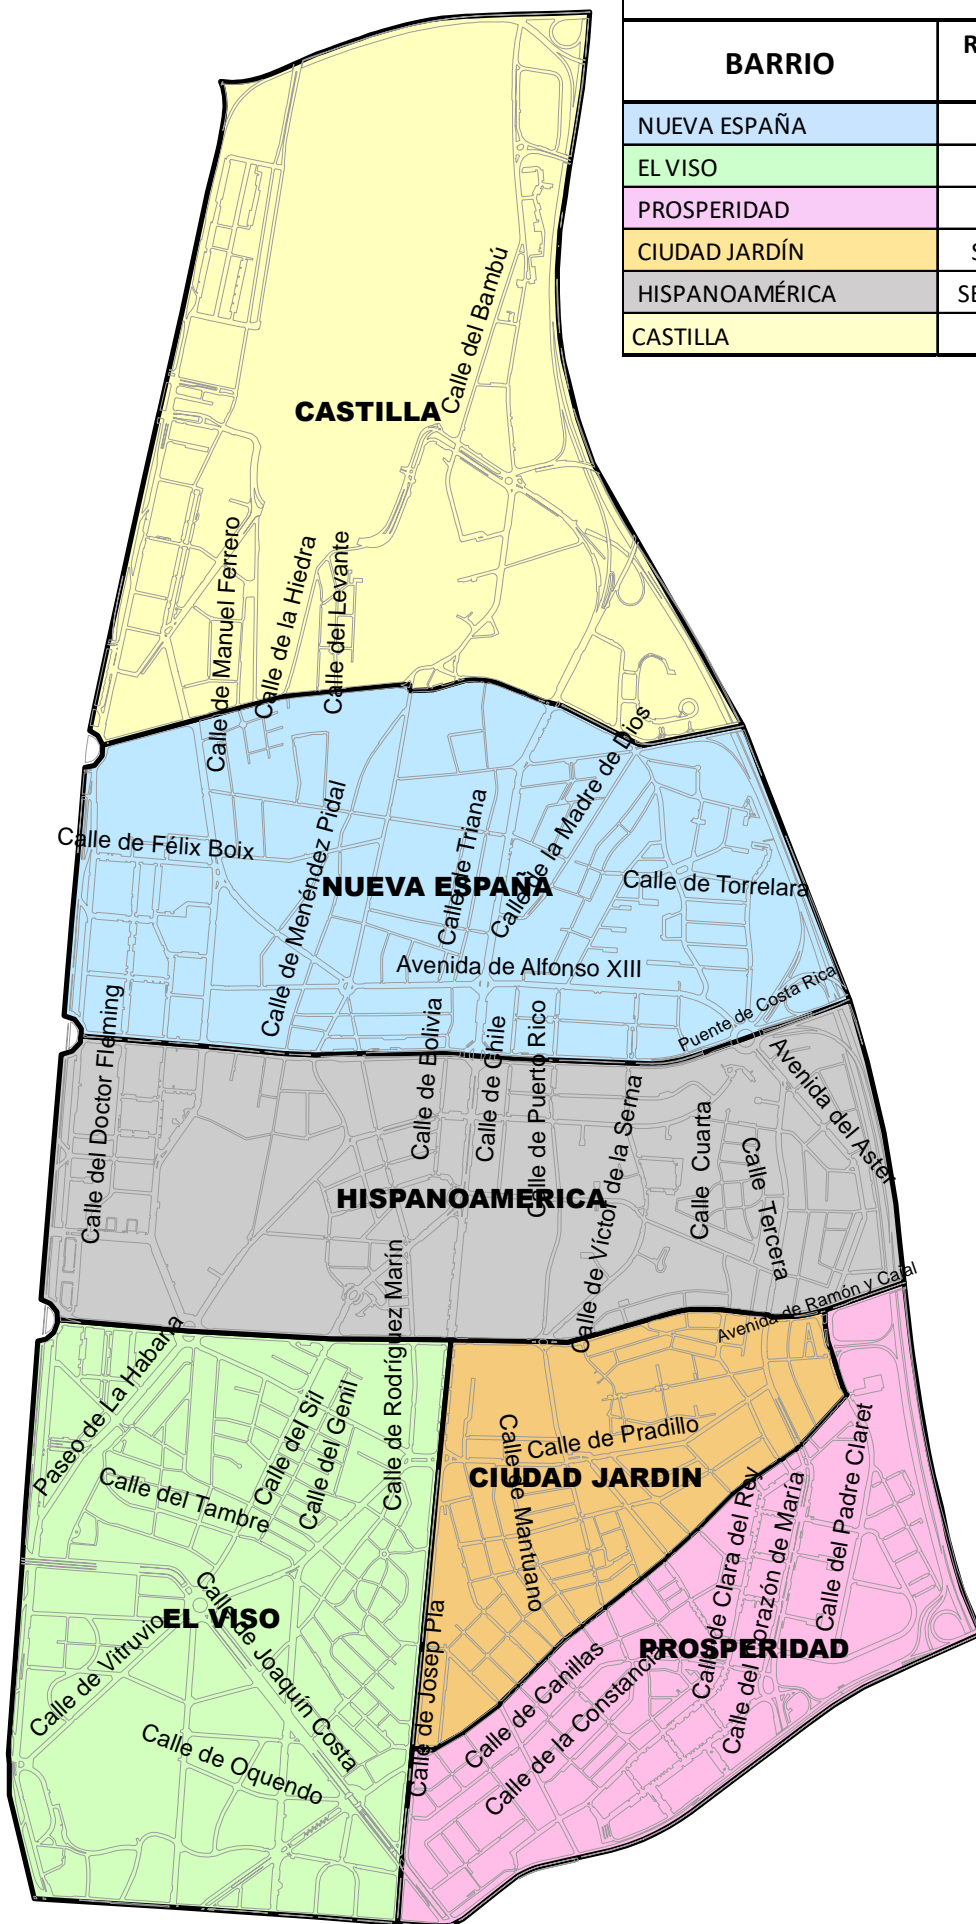 BARRIO
R
NUEVA ESPAÑA
EL VISO
PROSPERIDAD
CIUDAD JARDÍN
S
HISPANOAMÉRICA
SE
CASTILLA
Calle del Bambú
CASTILLA
Calle de Manuel Ferrero
Calle de la Hiedra
Calle del Levante
Calle de Félix Boix
Calle de Menéndez Pidal
Calle de Triana
Calle de la Madre de Dios
NUEVA ESPAÑA
Calle de Torrelara
Avenida de Alfonso XIII
Puente de Costa Rica
Calle del Doctor Fleming
Calle de Bolivia
Calle de Chile
Calle de Puerto Rico
Calle de Víctor de la Serna
Calle Cuarta
Calle Tercera
Avenida del Aster
HISPANOAMERICA
Avenida de Ramón y Cajal
Paseo de La Habana
Calle de Rodríguez Marín
Calle del Sil
Calle del Genil
Calle del Tambre
Calle de Pradillo
CIUDAD JARDIN
Calle de Mantuano
Calle de Clara del Rey
Calle del Corazón de María
Calle del Padre Claret
EL VISO
Calle de Vitruvio
Calle de Joaquín Costa
Calle de Josep Pla
PROSPERIDAD
Calle de Canillas
Calle de la Constancia
Calle de Oquendo